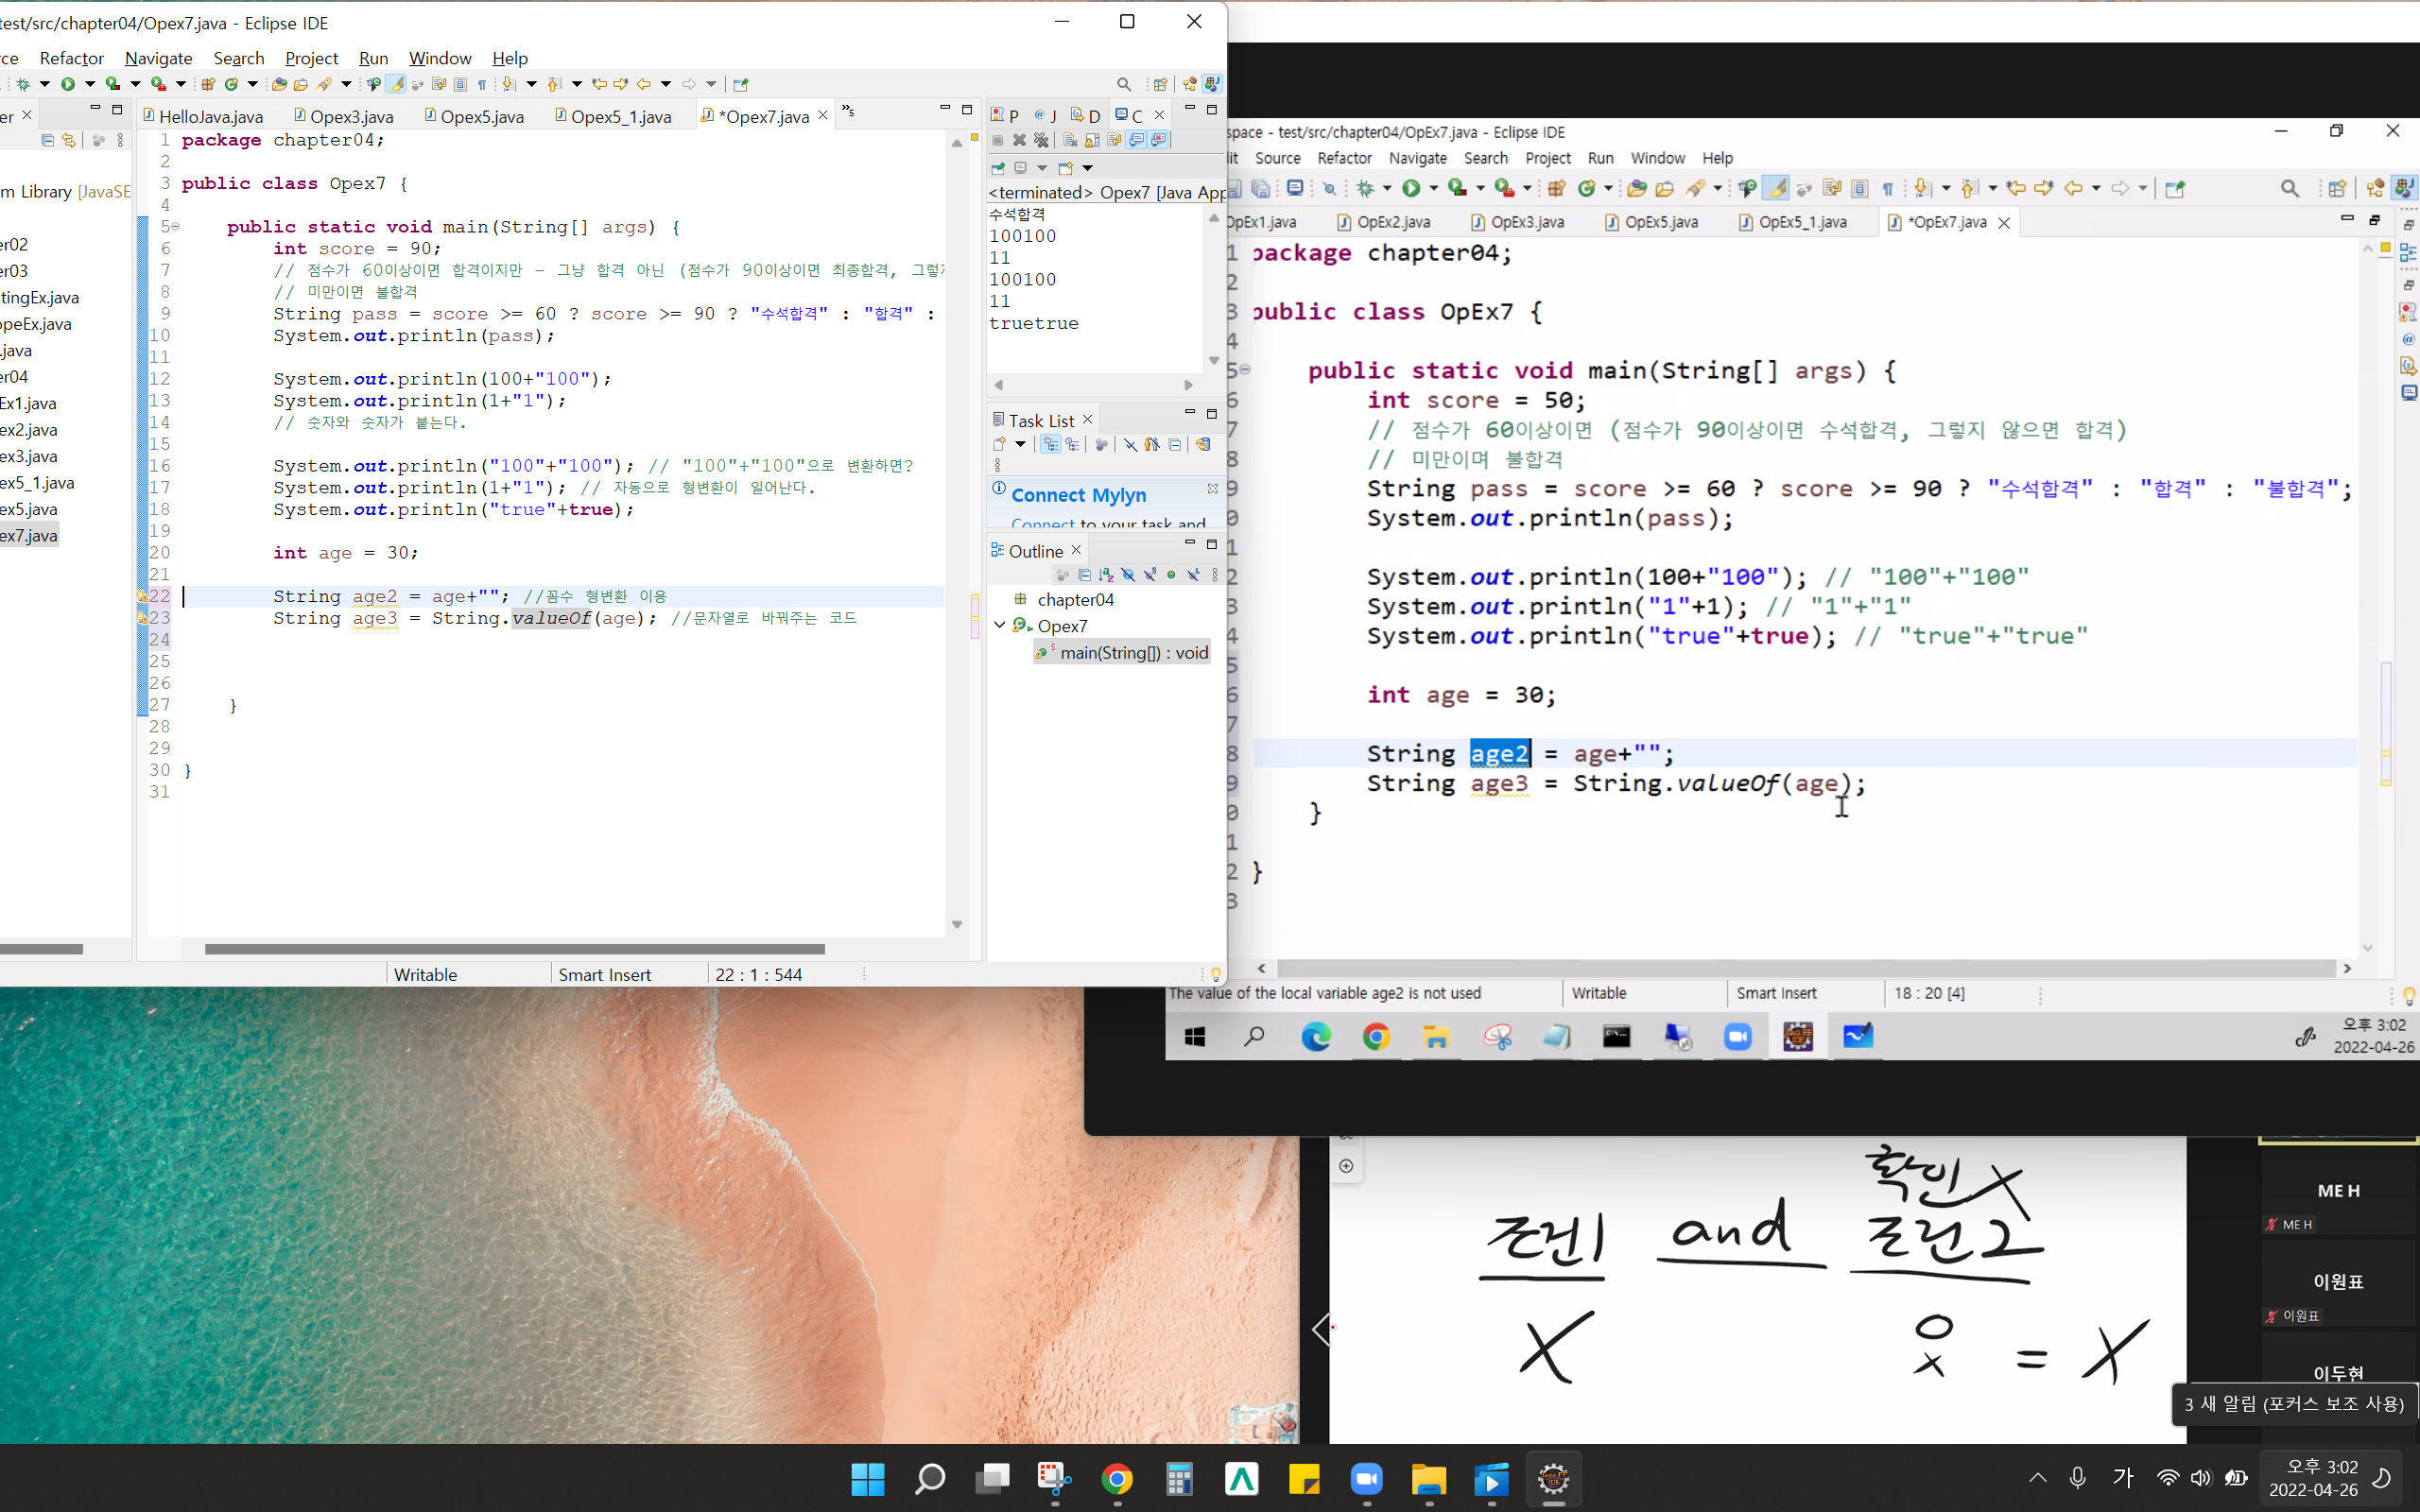 test/src/chapter04/Opex7.java - Eclipse IDE
rce Refactor Navigate Search Project Run Window Help
er
HelloJava.java Opex3.java Opex5.java Opex5_1.java *Opex7.java »5
m Library [JavaSE
er02
er03
stingEx.java
opeEx.java
.java
er04
Ex1.java
ex2.java
ex3.java
ex5_1.java
ex5.java
ex7.java
1 package chapter04;
2
3 public class Opex7 {
4
5 public static void main(String[] args) {
6 int score = 90;
7 // 점수가 60이상이면 합격이지만 - 그냥 합격 아닌 (점수가 90이상이면 최종합격, 그렇지
8 // 미만이면 불합격
9 String pass = score >= 60 ? score >= 90 ? "수석합격" : "합격" :
10 System.out.println(pass);
11
12 System.out.println(100+"100");
13 System.out.println(1+"1");
14 // 숫자와 숫자가 붙는다.
15
16 System.out.println("100"+"100"); // "100"+"100"으로 변환하면?
17 System.out.println(1+"1"); // 자동으로 형변환이 일어난다.
18 System.out.println("true"+true);
19
20 int age = 30;
21
22 String age2 = age+""; //꼼수 형변환 이용
23 String age3 = String.valueOf(age); //문자열로 바꿔주는 코드
24
25
26
27 }
28
29
30 }
31
Writable Smart Insert 22 : 1 : 544
P J D C
<terminated> Opex7 [Java App
수석합격
100100
11
100100
11
truetrue
Task List
Connect Mylyn
Connect to your task and
Outline
chapter04
Opex7
main(String[]) : void
space - test/src/chapter04/OpEx7.java - Eclipse IDE
it Source Refactor Navigate Search Project Run Window Help
OpEx1.java OpEx2.java OpEx3.java OpEx5.java OpEx5_1.java *OpEx7.java
1 package chapter04;
2
3 public class OpEx7 {
4
5 public static void main(String[] args) {
6 int score = 50;
7 // 점수가 60이상이면 (점수가 90이상이면 수석합격, 그렇지 않으면 합격)
8 // 미만이며 불합격
9 String pass = score >= 60 ? score >= 90 ? "수석합격" : "합격" : "불합격";
0 System.out.println(pass);
1
2 System.out.println(100+"100"); // "100"+"100"
3 System.out.println("1"+1); // "1"+"1"
4 System.out.println("true"+true); // "true"+"true"
5
6 int age = 30;
7
8 String age2 = age+"";
9 String age3 = String.valueOf(age);
0 }
1
2 }
3
The value of the local variable age2 is not used Writable Smart Insert 18 : 20 [4]
오후 3:02
2022-04-26
확인 X
조건1 and 조건2
X O
X = X
ME H
ME H
이원표
이원표
이두현
3 새 알림 (포커스 보조 사용)
가
오후 3:02
2022-04-26